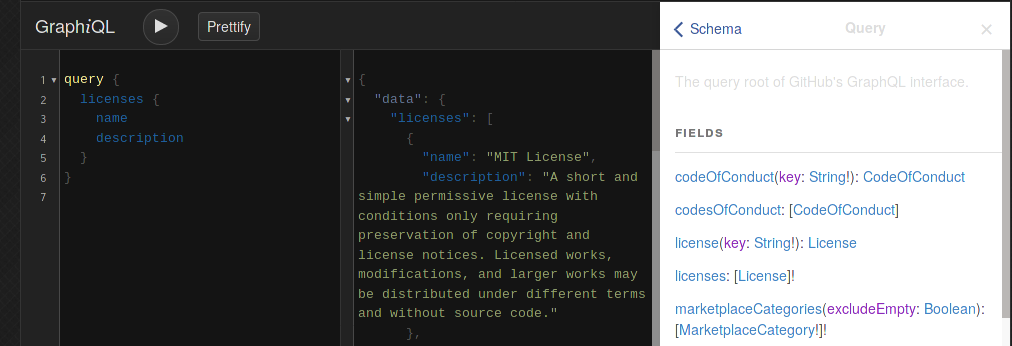 GraphiQL
Prettify
1 query {
2 licenses {
3 name
4 description
5 }
6 }
7
{
"data": {
"licenses": [
{
"name": "MIT License",
"description": "A short and
simple permissive license with
conditions only requiring
preservation of copyright and
license notices. Licensed works,
modifications, and larger works may
be distributed under different terms
and without source code."
},
Schema
Query
The query root of GitHub's GraphQL interface.
FIELDS
codeOfConduct(key: String!): CodeOfConduct
codesOfConduct: [CodeOfConduct]
license(key: String!): License
licenses: [License]!
marketplaceCategories(excludeEmpty: Boolean):
[MarketplaceCategory!]!